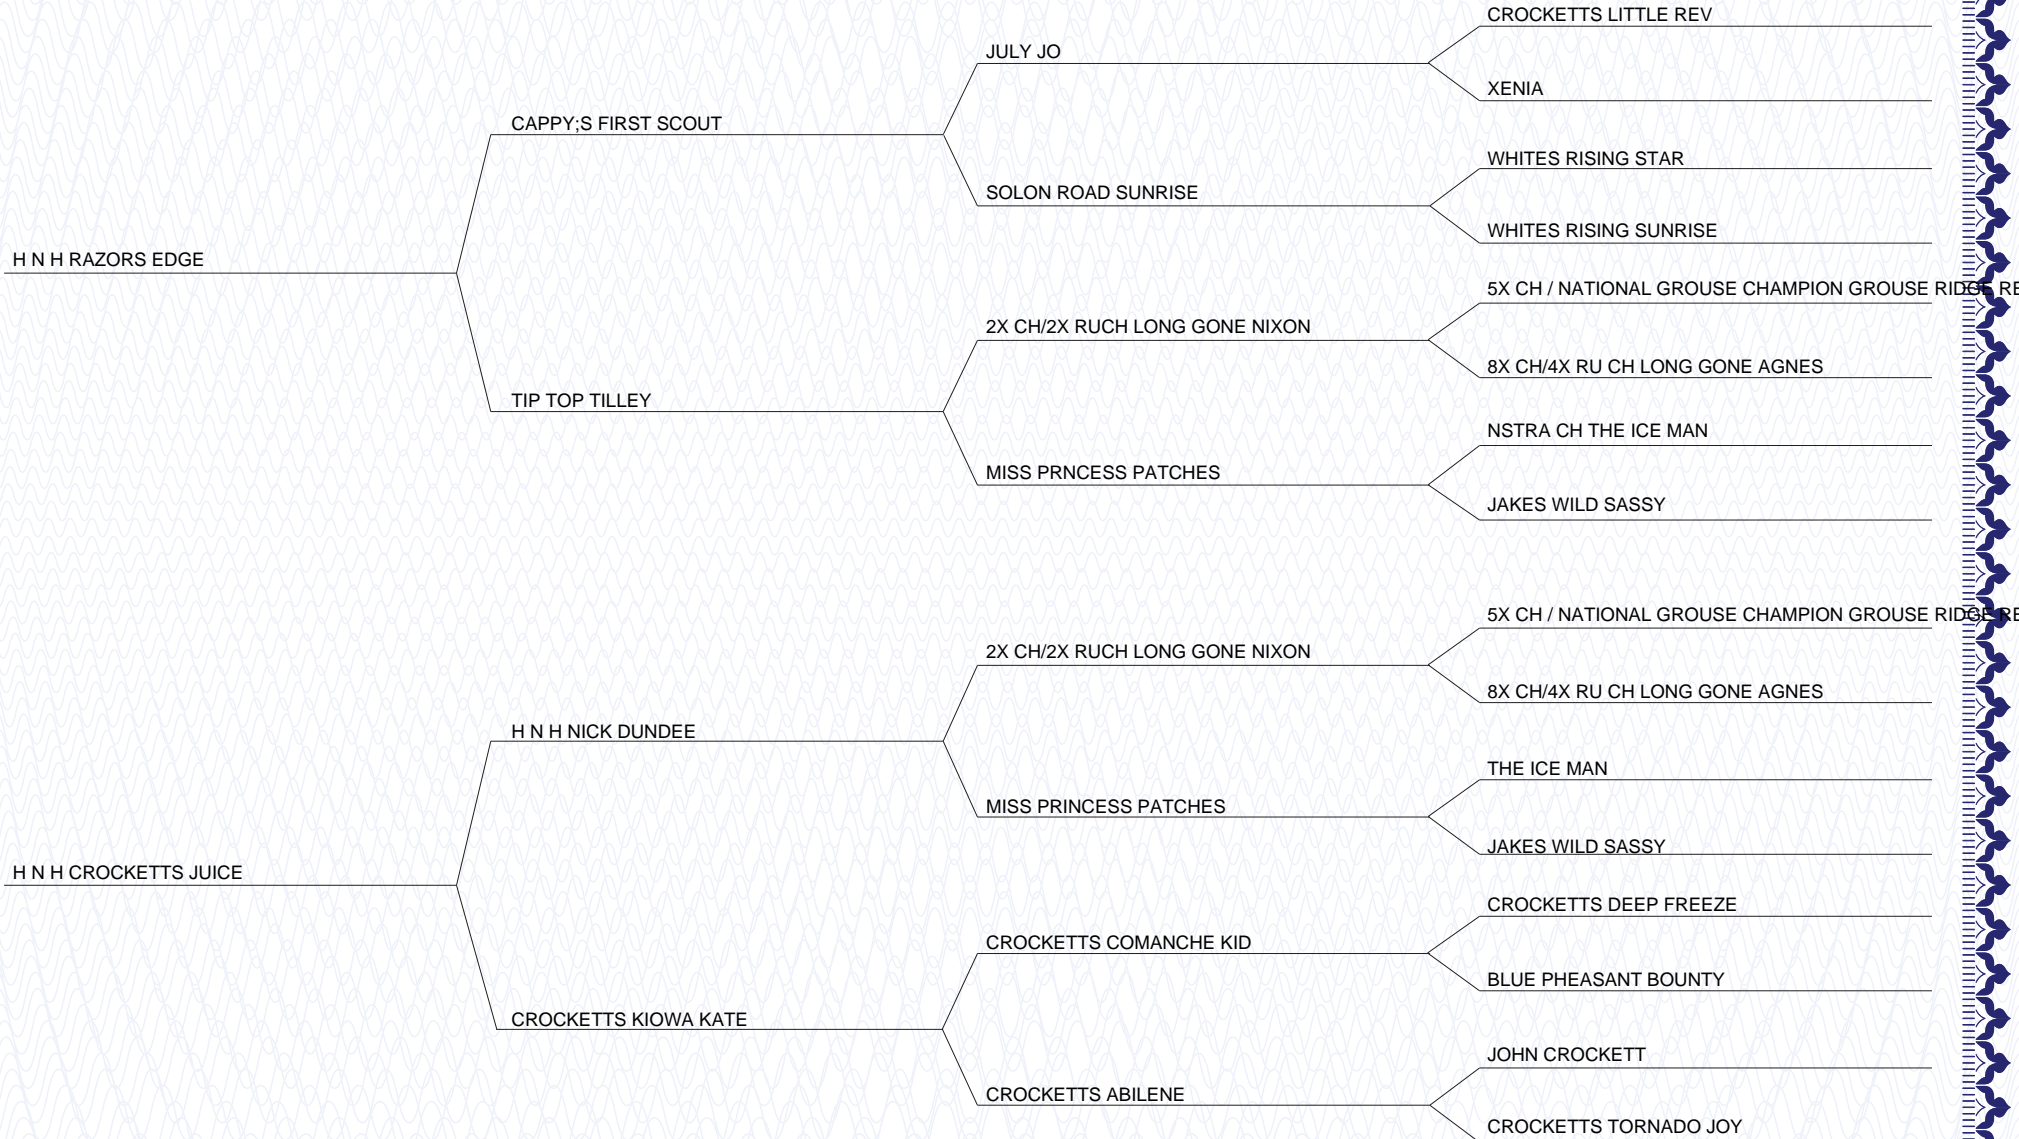 CROCKETTS LITTLE REV
JULY JO
XENIA
CAPPY;S FIRST SCOUT
WHITES RISING STAR
SOLON ROAD SUNRISE
WHITES RISING SUNRISE
H N H RAZORS EDGE
5X CH / NATIONAL GROUSE CHAMPION GROUSE RIDGE RE
2X CH/2X RUCH LONG GONE NIXON
8X CH/4X RU CH LONG GONE AGNES
TIP TOP TILLEY
NSTRA CH THE ICE MAN
MISS PRNCESS PATCHES
JAKES WILD SASSY
5X CH / NATIONAL GROUSE CHAMPION GROUSE RIDGE RE
2X CH/2X RUCH LONG GONE NIXON
8X CH/4X RU CH LONG GONE AGNES
H N H NICK DUNDEE
THE ICE MAN
MISS PRINCESS PATCHES
JAKES WILD SASSY
H N H CROCKETTS JUICE
CROCKETTS DEEP FREEZE
CROCKETTS COMANCHE KID
BLUE PHEASANT BOUNTY
CROCKETTS KIOWA KATE
JOHN CROCKETT
CROCKETTS ABILENE
CROCKETTS TORNADO JOY